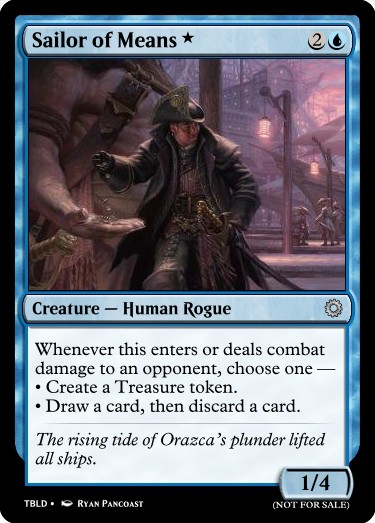 Sailor of Means ★ 2
Creature — Human Rogue
Whenever this enters or deals combat
damage to an opponent, choose one —
• Create a Treasure token.
• Draw a card, then discard a card.
The rising tide of Orazca's plunder lifted
all ships.
1/4
TBLD • Ryan Pancoast
(NOT FOR SALE)